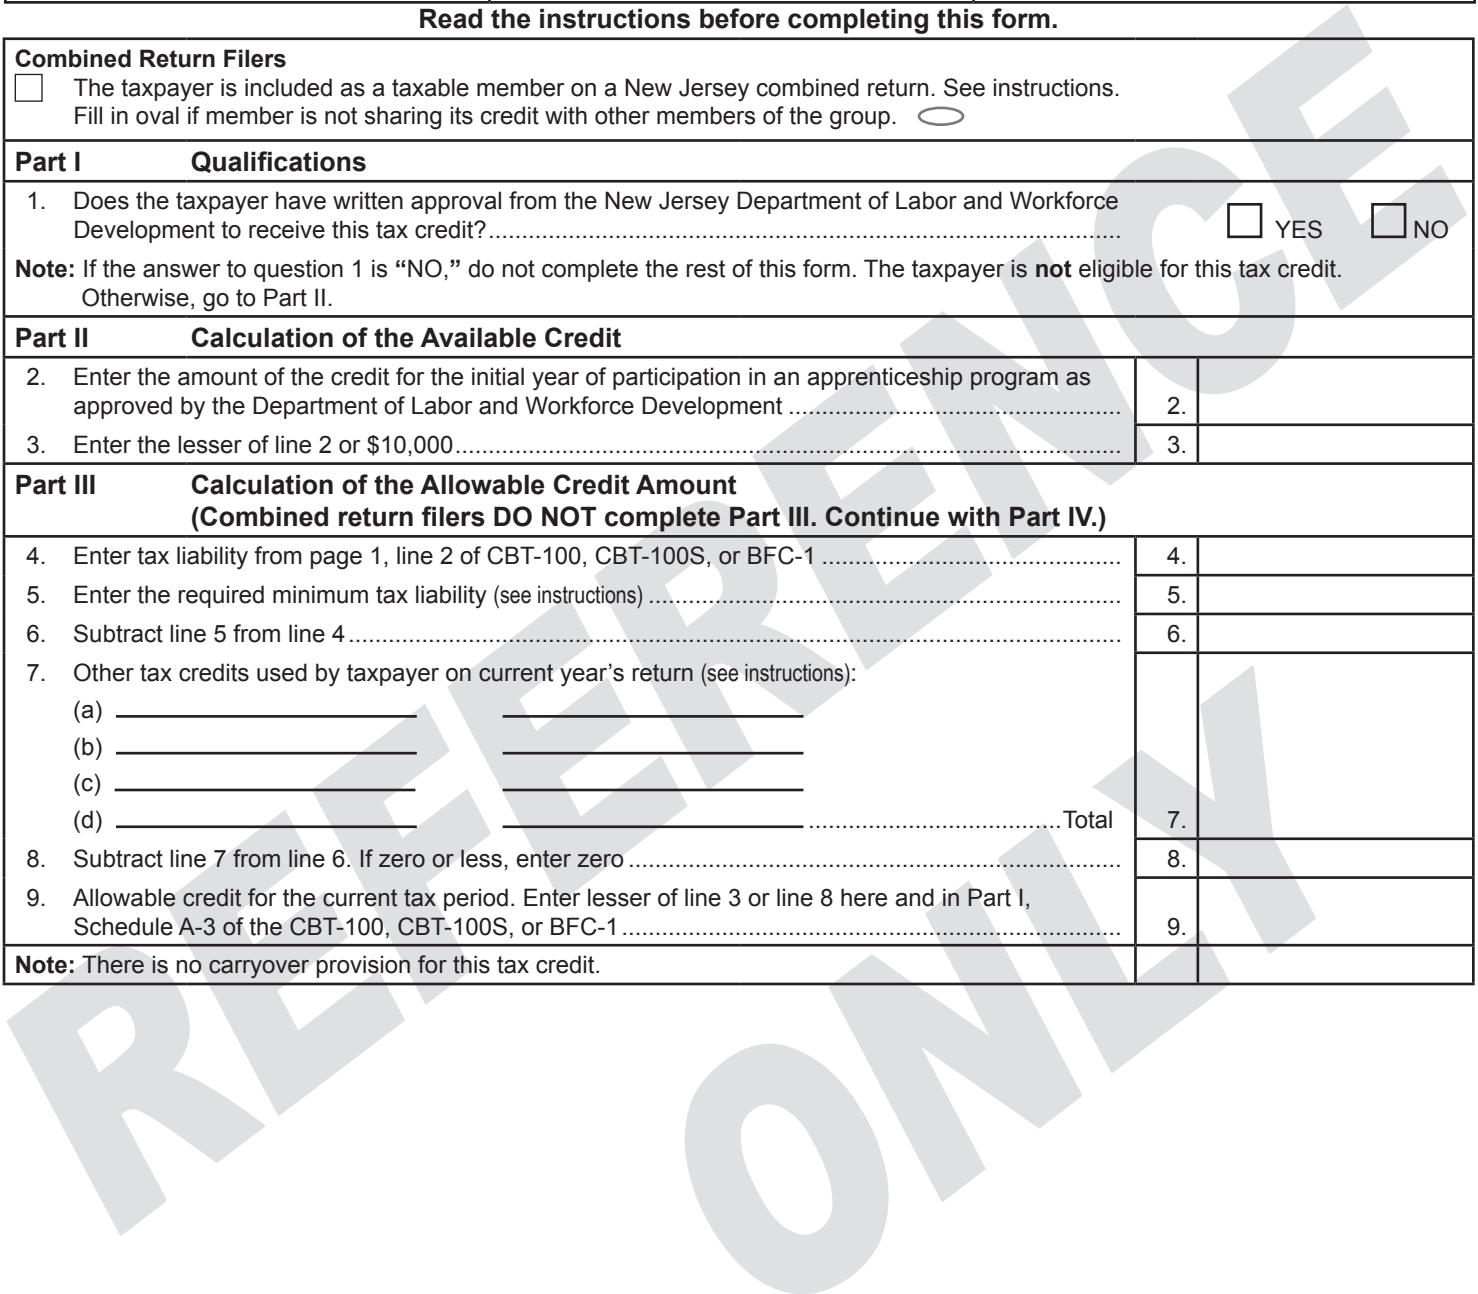 Read the instructions before completing this form.
Combined Return Filers
The taxpayer is included as a taxable member on a New Jersey combined return. See instructions.
Fill in oval if member is not sharing its credit with other members of the group.
Part I Qualifications
1. Does the taxpayer have written approval from the New Jersey Department of Labor and Workforce
Development to receive this tax credit?.......................................................................................... YES NO
Note: If the answer to question 1 is “NO,” do not complete the rest of this form. The taxpayer is not eligible for this tax credit.
Otherwise, go to Part II.
Part II Calculation of the Available Credit
2. Enter the amount of the credit for the initial year of participation in an apprenticeship program as
approved by the Department of Labor and Workforce Development ................................................ 2.
3. Enter the lesser of line 2 or $10,000................................................................................................ 3.
Part III Calculation of the Allowable Credit Amount
(Combined return filers DO NOT complete Part III. Continue with Part IV.)
4. Enter tax liability from page 1, line 2 of CBT-100, CBT-100S, or BFC-1 ........................................... 4.
5. Enter the required minimum tax liability (see instructions) .................................................................... 5.
6. Subtract line 5 from line 4................................................................................................................ 6.
7. Other tax credits used by taxpayer on current year’s return (see instructions):
(a)
(b)
(c)
(d) .....................................Total 7.
8. Subtract line 7 from line 6. If zero or less, enter zero ....................................................................... 8.
9. Allowable credit for the current tax period. Enter lesser of line 3 or line 8 here and in Part I,
Schedule A-3 of the CBT-100, CBT-100S, or BFC-1........................................................................ 9.
Note: There is no carryover provision for this tax credit.
REFERENCE
ONLY